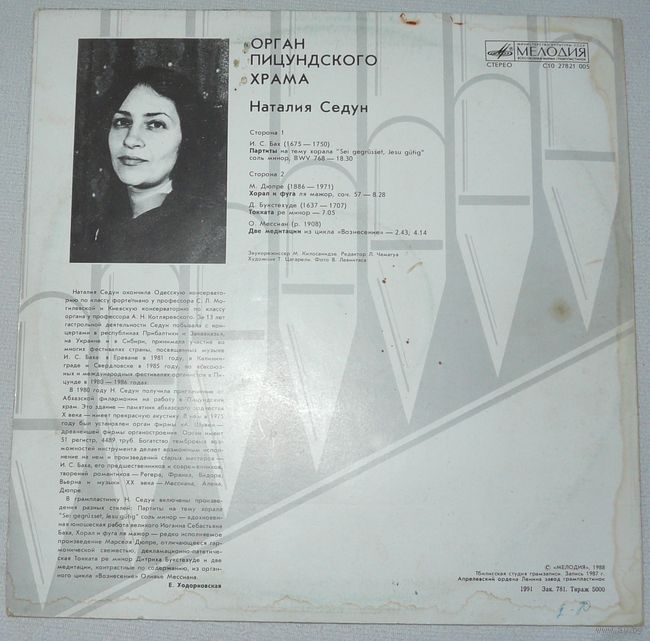 ОРГАН
ПИЦУНДСКОГО
ХРАМА
Наталия Седун
МИНИСТЕРСТВО КУЛЬТУРЫ СССР
МЕЛОДИЯ
СТЕРЕО
С10 27821 005
Сторона 1
И. С. Бах (1675 — 1750)
Партиты на тему хорала "Sei gegrüsset, Jesu gütig"
соль минор, BWV 768 — 18.30
Сторона 2
М. Дюпре (1886 — 1971)
Хорал и фуга ля мажор, соч. 57 — 8.28
Д. Букстехуде (1637 — 1707)
Токката ре минор — 7.05
О. Мессиан (р. 1908)
Две медитации из цикла «Вознесение» — 2.43; 4.14
Звукорежиссер М. Килосанидзе. Редактор Л.
Художник Т. Цагарели. Фото В. Левитаса
Наталия Седун окончила Одесскую консервато-
рию по классу фортепиано у профессора С. Л. Мо-
гилевской и Киевскую консерваторию по классу
органа у профессора А. Н. Котляревского. За 13 лет
гастрольной деятельности Седун побывала с кон-
цертами в республиках Прибалтики и Закавказья,
на Украине и в Сибири, принимала участие во
многих фестивалях страны, посвященных музыке
И. С. Баха в Ереване в 1981 году, в Калинин-
граде и Свердловске в 1985 году, во всесоюз-
ных и международных фестивалях органистов в Пи-
цунде в 1980 — 1986 годах.
В 1980 году Н. Седун получила приглашение от
Абхазской филармонии на работу в Пицундский
храм. Это здание — памятник абхазского зодчества
X века — имеет прекрасную акустику. В нем в 1975
году был установлен орган фирмы «А. Шуке» —
древнейшей фирмы органостроения. Орган имеет
51 регистр, 4489 труб. Богатство тембровых воз-
можностей инструмента делает возможным испол-
нение на нем и произведений старых мастеров —
И. С. Баха, его предшественников и современников,
творений романтиков — Регера, Франка, Видора,
Вьерна и музыки XX века — Мессиана, Алена,
Дюпре.
В грампластинку Н. Седун включены произве-
дения разных стилей: Партиты на тему хорала
"Sei gegrüsset, Jesu gütig" соль минор — вдохновен-
ная юношеская работа великого Иоганна Себастьяна
Баха, Хорал и фуга ля мажор — редко исполняемое
произведение Марселя Дюпре, отличающееся гар-
монической свежестью, декламационно-патетическая
Токката ре минор Дитриха Букстехуде и две
медитации, контрастные по содержанию, из орган-
ного цикла «Вознесение» Оливье Мессиана.
Е. Ходорковская
© «МЕЛОДИЯ», 1988
Тбилисская студия грамзаписи. Запись 1987 г.
Апрелевский ордена Ленина завод грампластинок
1991 Зак. 781. Тираж 5000